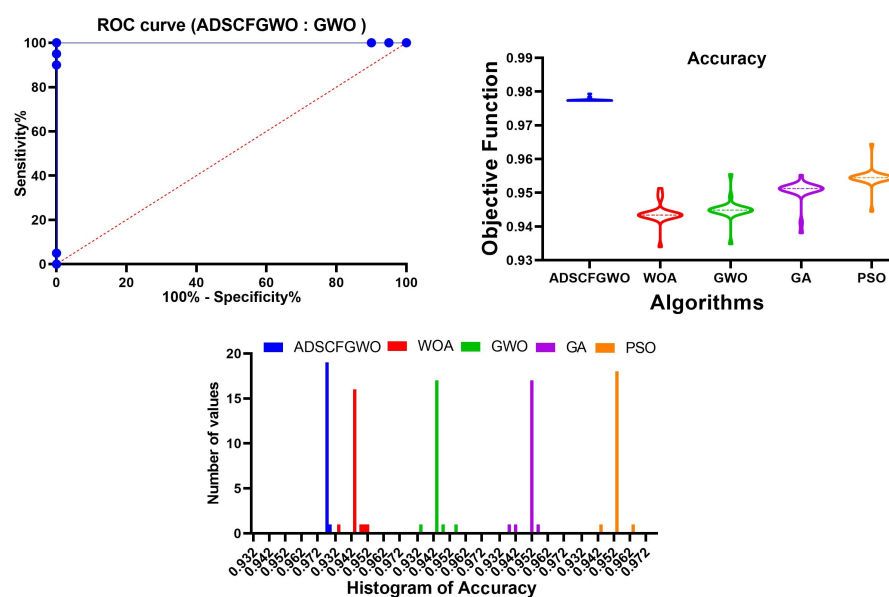 ROC curve (ADSCFGWO : GWO )
Sensitivity%
100
80
60
40
20
0
0 20 40 60 80 100
100% - Specificity%
Accuracy
Objective Function
0.99
0.98
0.97
0.96
0.95
0.94
0.93
ADSCFGWO WOA GWO GA PSO
Algorithms
ADSCFGWO WOA GWO GA PSO
Number of values
20
15
10
5
0
0.932 0.942 0.952 0.962 0.972 0.932 0.942 0.952 0.962 0.972 0.932 0.942 0.952 0.962 0.972 0.932 0.942 0.952 0.962 0.972 0.932 0.942 0.952 0.962 0.972
Histogram of Accuracy